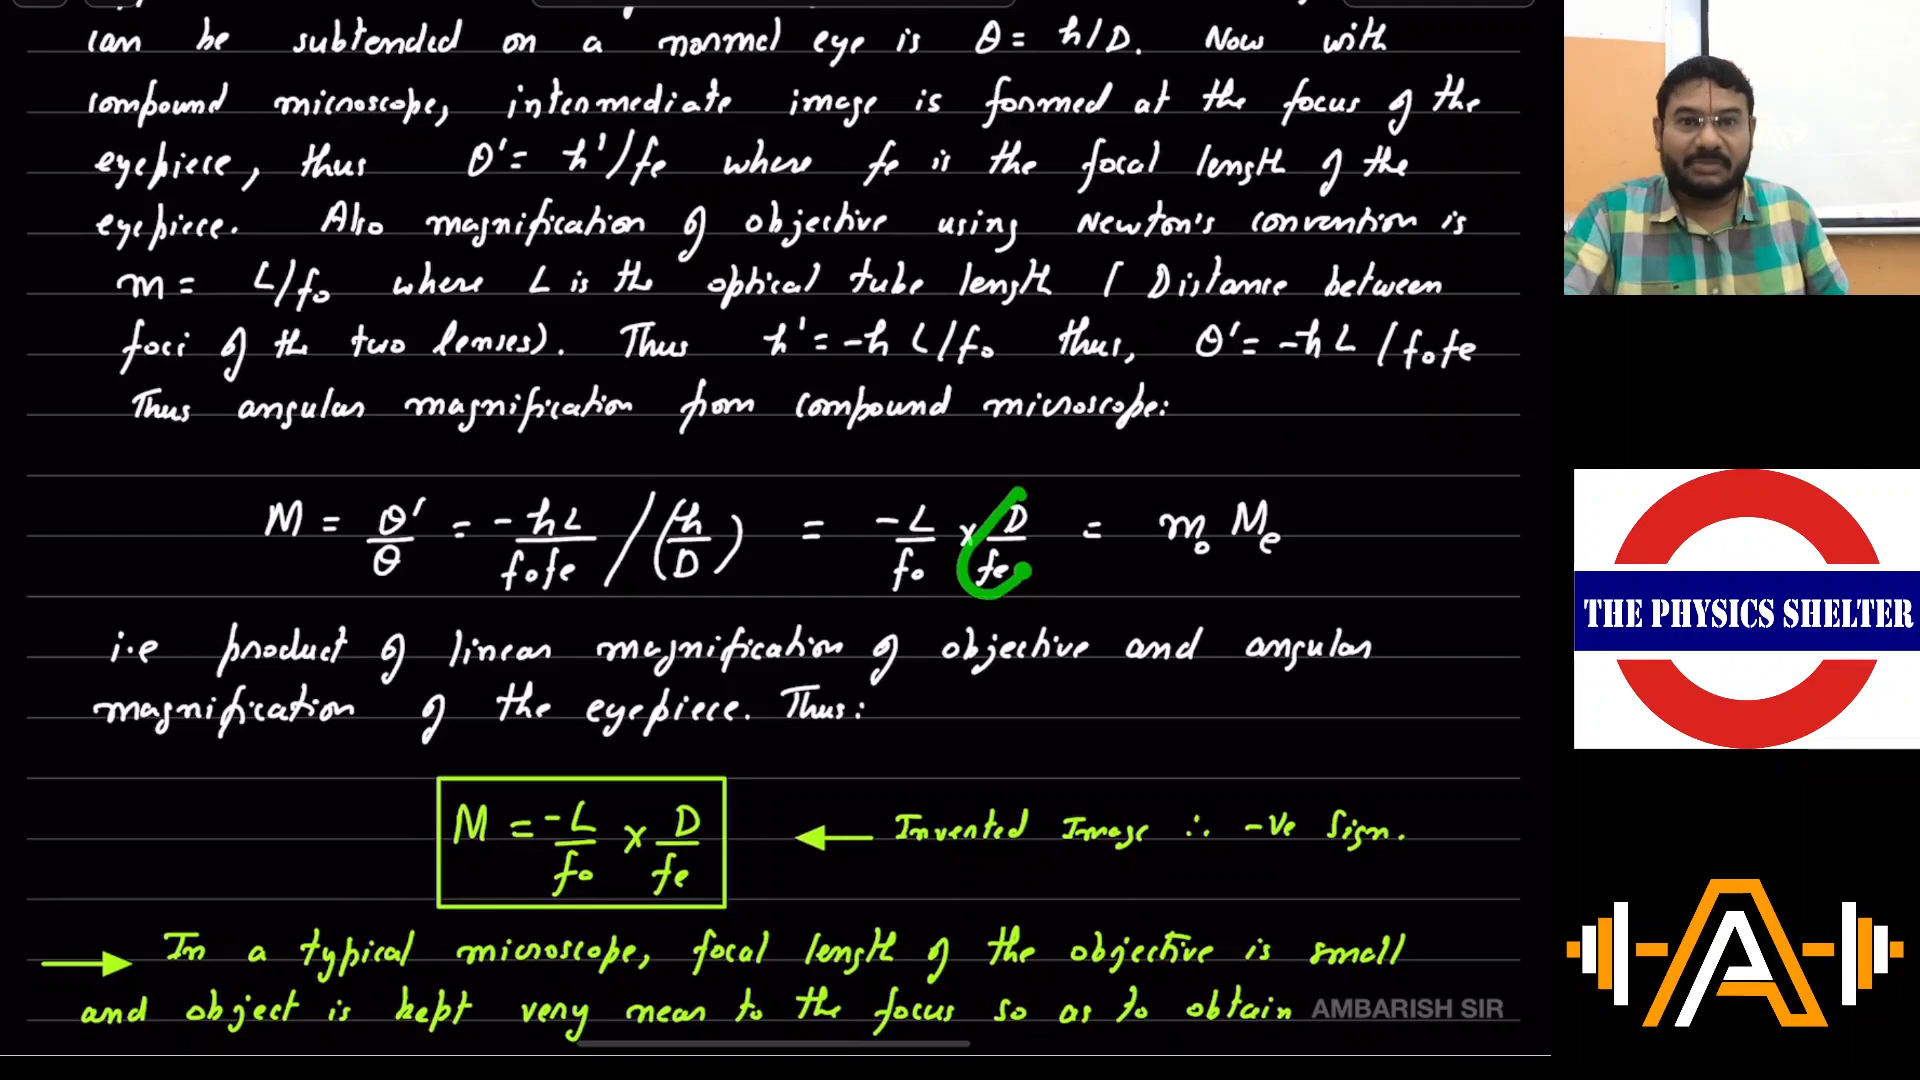 can be subtended on a normal eye is θ = h/D. Now with
compound microscope, intermediate image is formed at the focus of the
eyepiece, thus θ' = h'/fe where fe is the focal length of the
eyepiece. Also magnification of objective using Newton's convention is
m = L/fo where L is the optical tube length ( Distance between
foci of the two lenses). Thus h' = -h L/fo thus, θ' = -hL /fofe
Thus angular magnification from compound microscope:
M = θ'/θ = -hL/fofe / (h/D) = -L/fo × D/fe = mo Me
i.e product of linear magnification of objective and angular
magnification of the eyepiece. Thus:
M = -L/fo × D/fe ← Inverted Image ∴ -ve sign.
→ In a typical microscope, focal length of the objective is small
and object is kept very near to the focus so as to obtain
AMBARISH SIR
THE PHYSICS SHELTER